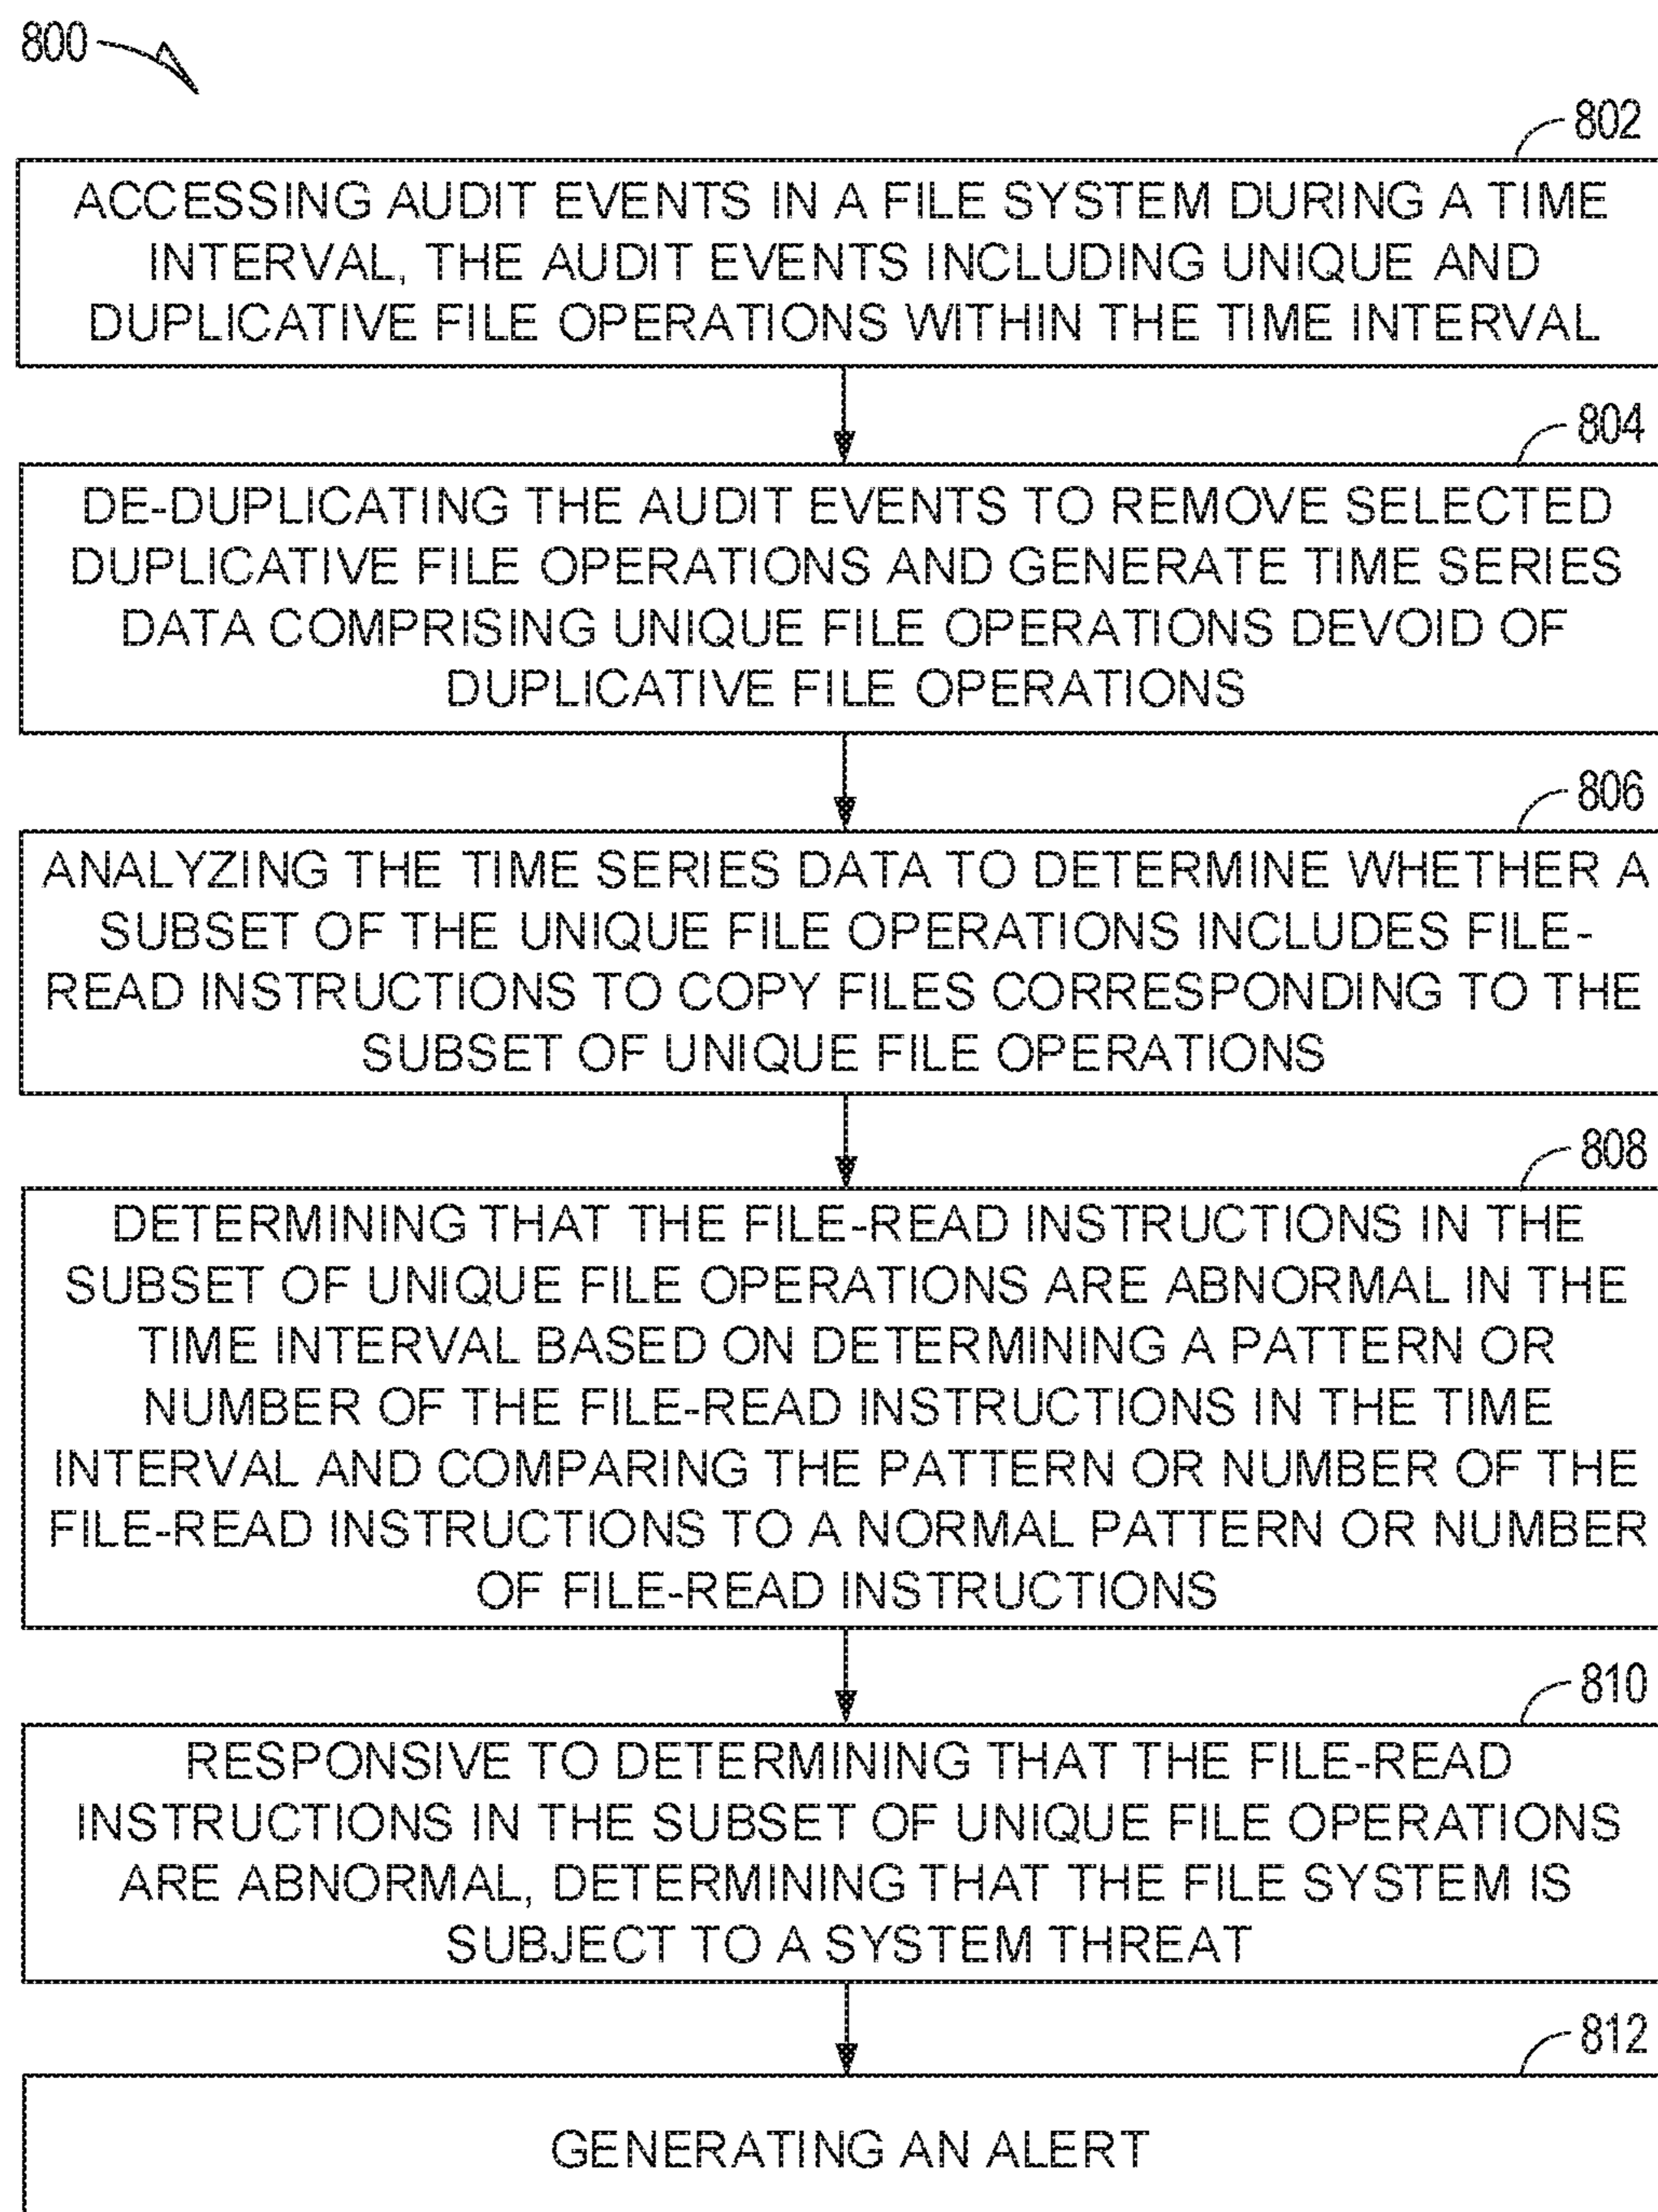 800
802
ACCESSING AUDIT EVENTS IN A FILE SYSTEM DURING A TIME
INTERVAL, THE AUDIT EVENTS INCLUDING UNIQUE AND
DUPLICATIVE FILE OPERATIONS WITHIN THE TIME INTERVAL
804
DE-DUPLICATING THE AUDIT EVENTS TO REMOVE SELECTED
DUPLICATIVE FILE OPERATIONS AND GENERATE TIME SERIES
DATA COMPRISING UNIQUE FILE OPERATIONS DEVOID OF
DUPLICATIVE FILE OPERATIONS
806
ANALYZING THE TIME SERIES DATA TO DETERMINE WHETHER A
SUBSET OF THE UNIQUE FILE OPERATIONS INCLUDES FILE-
READ INSTRUCTIONS TO COPY FILES CORRESPONDING TO THE
SUBSET OF UNIQUE FILE OPERATIONS
808
DETERMINING THAT THE FILE-READ INSTRUCTIONS IN THE
SUBSET OF UNIQUE FILE OPERATIONS ARE ABNORMAL IN THE
TIME INTERVAL BASED ON DETERMINING A PATTERN OR
NUMBER OF THE FILE-READ INSTRUCTIONS IN THE TIME
INTERVAL AND COMPARING THE PATTERN OR NUMBER OF THE
FILE-READ INSTRUCTIONS TO A NORMAL PATTERN OR NUMBER
OF FILE-READ INSTRUCTIONS
810
RESPONSIVE TO DETERMINING THAT THE FILE-READ
INSTRUCTIONS IN THE SUBSET OF UNIQUE FILE OPERATIONS
ARE ABNORMAL, DETERMINING THAT THE FILE SYSTEM IS
SUBJECT TO A SYSTEM THREAT
812
GENERATING AN ALERT